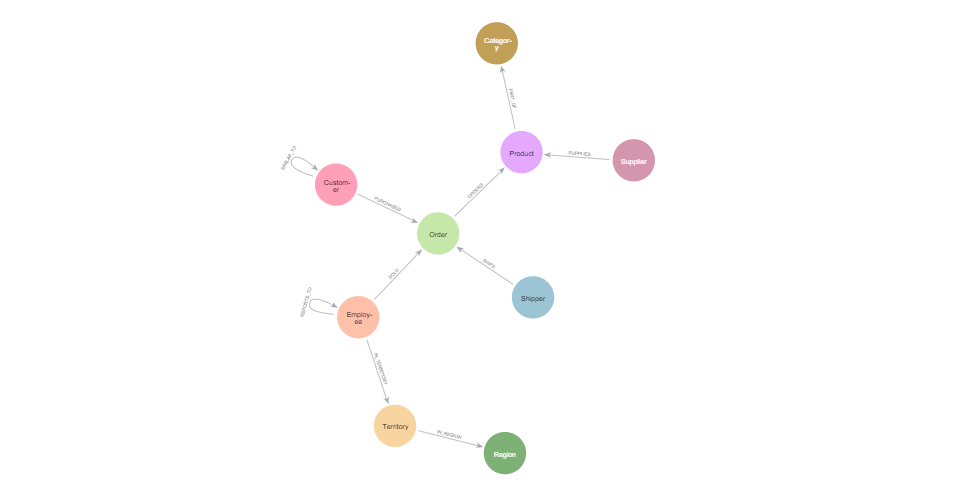 Categor-
y
PART_OF
Product
SUPPLIES
Supplier
SIMILAR_TO
Custom-
er
PURCHASED
ORDERS
Order
SOLD
SHIPS
Shipper
REPORTS_TO
Employ-
ee
IN_TERRITORY
Territory
IN_REGION
Region